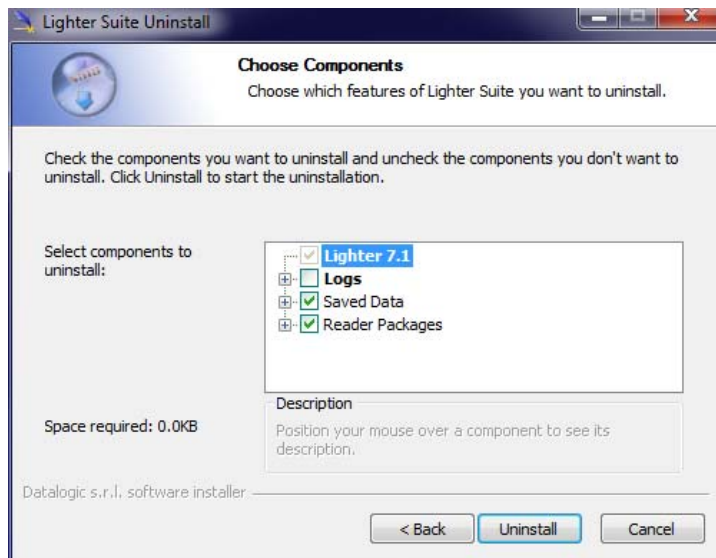 Lighter Suite Uninstall
Choose Components
Choose which features of Lighter Suite you want to uninstall.
Check the components you want to uninstall and uncheck the components you don't want to
uninstall. Click Uninstall to start the uninstallation.
Select components to
uninstall:
Lighter 7.1
Logs
Saved Data
Reader Packages
Space required: 0.0KB
Description
Position your mouse over a component to see its
description.
Datalogic s.r.l. software installer
< Back
Uninstall
Cancel